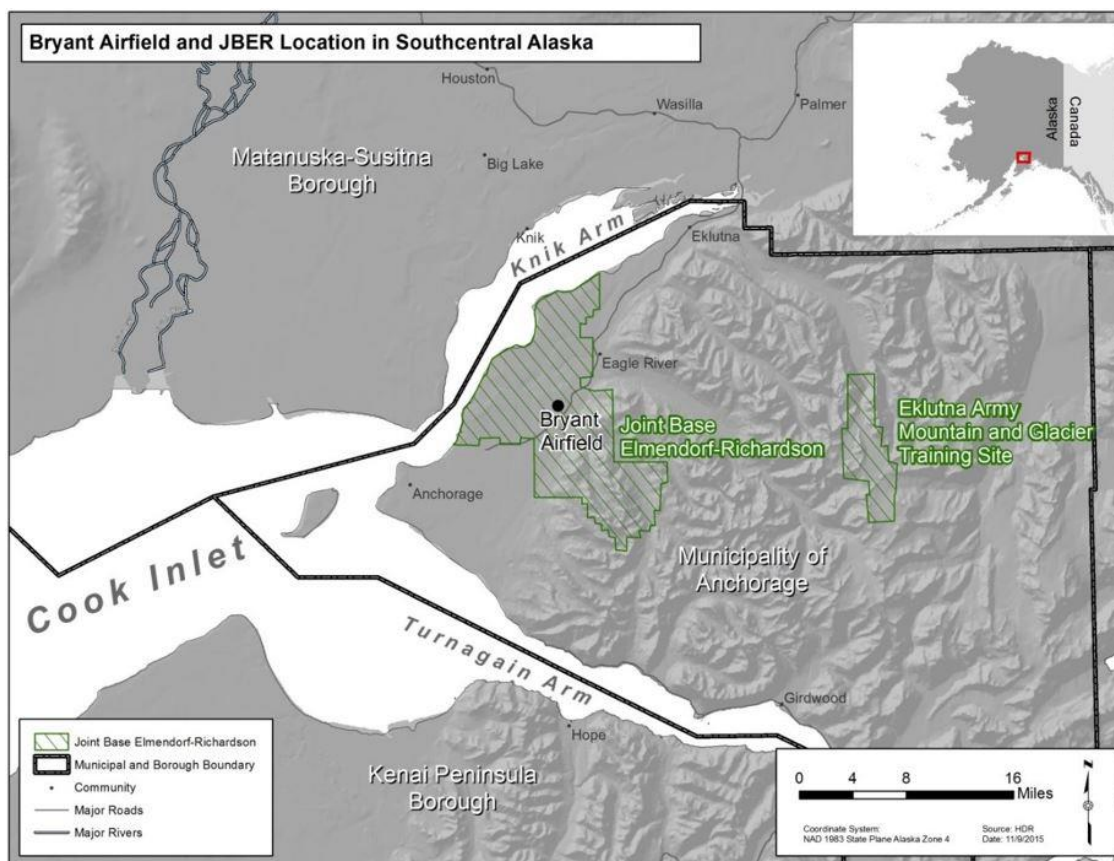 Bryant Airfield and JBER Location in Southcentral Alaska
Houston
Wasilla
Palmer
Alaska
Canada
Matanuska-Susitna
Borough
Big Lake
Knik
Knik Arm
Eklutna
Eagle River
Bryant
Airfield
Joint Base
Elmendorf-Richardson
Eklutna Army
Mountain and Glacier
Training Site
Anchorage
Municipality of
Anchorage
Cook Inlet
Turnagain Arm
Girdwood
Hope
Kenai Peninsula
Borough
Joint Base Elmendorf-Richardson
Municipal and Borough Boundary
Community
Major Roads
Major Rivers
0 4 8 16
Miles
N
Coordinate System:
NAD 1983 State Plane Alaska Zone 4
Source: HDR
Date: 11/9/2015